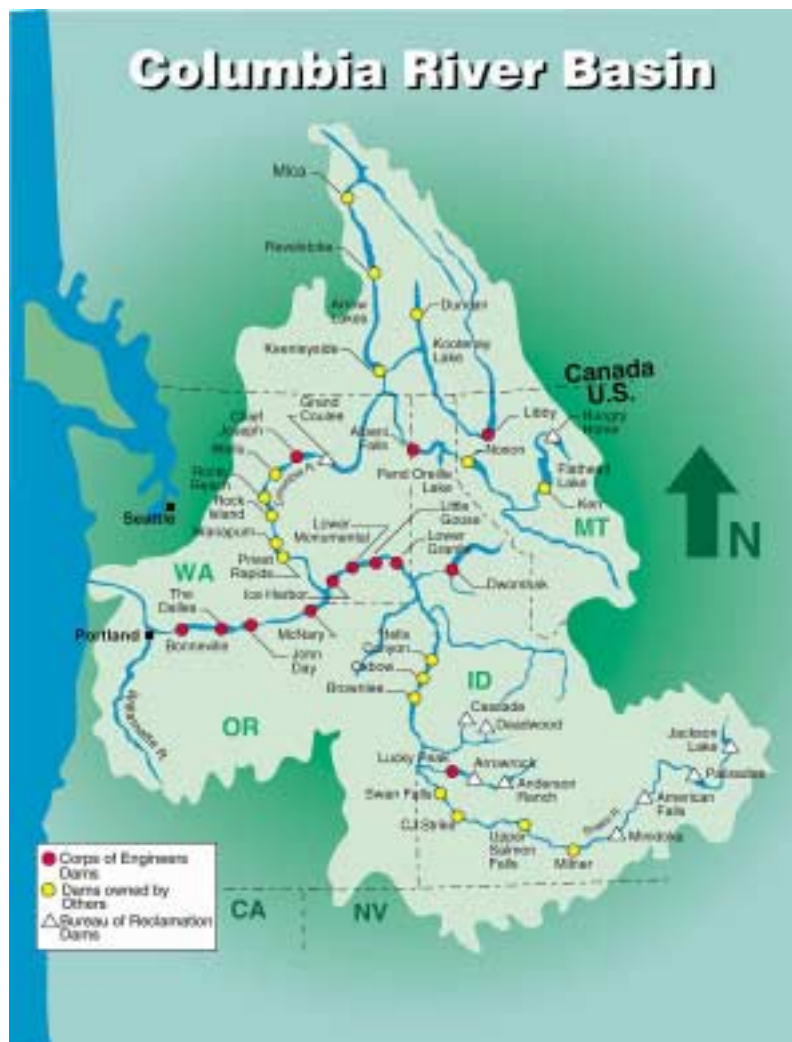 Columbia River Basin
Mica
Revelstoke
Arrow
Lakes
Duncan
Keenleyside
Kootenay
Lake
Canada
U.S.
Grand
Coulee
Chief
Joseph
Albeni
Falls
Libby
Hungry
Horse
Wells
Noxon
Rocky
Reach
Columbia R.
Pend Oreille
Lake
Flathead
Lake
Rock
Island
Kerr
Seattle
Little
Goose
Lower
Monumental
Wanapum
Lower
Granite
MT
N
Priest
Rapids
WA
Dworshak
The
Dalles
Ice Harbor
Portland
Bonneville
McNary
John
Day
Hells
Canyon
Oxbow
Brownlee
ID
Willamette R.
OR
Cascade
Deadwood
Jackson
Lake
Lucky Peak
Arrowrock
Palisades
Anderson
Ranch
Swan Falls
American
Falls
CJ Strike
Upper
Salmon
Falls
Snake R.
Minidoka
Milner
Corps of Engineers
Dams
Dams owned by
Others
Bureau of Reclamation
Dams
CA
NV